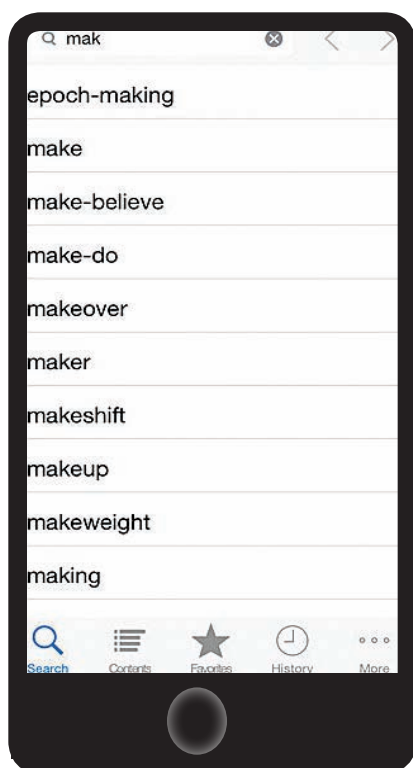 mak
epoch-making
make
make-believe
make-do
makeover
maker
makeshift
makeup
makeweight
making
Search Contents Favorites History More